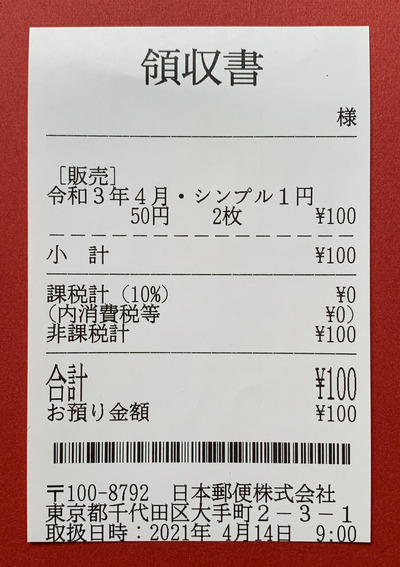 領収書
様
[販売]
令和3年4月・シンプル1円
50円 2枚 ¥100
小 計 ¥100
課税計(10%) ¥0
(内消費税等 ¥0)
非課税計 ¥100
合計 ¥100
お預り金額 ¥100
〒100-8792 日本郵便株式会社
東京都千代田区大手町2-3-1
取扱日時:2021年 4月14日 9:00